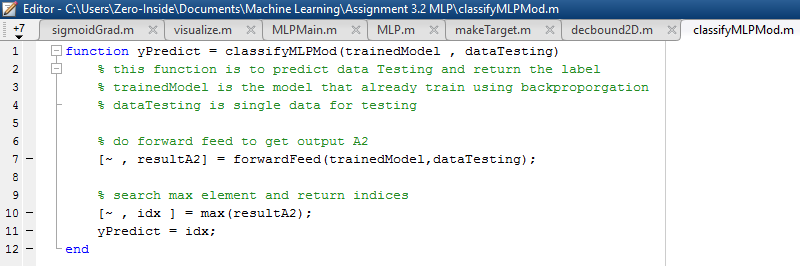 Editor - C:\Users\Zero-Inside\Documents\Machine Learning\Assignment 3.2 MLP\classifyMLPMod.m
+7 sigmoidGrad.m visualize.m MLPMain.m MLP.m makeTarget.m decbound2D.m classifyMLPMod.m
1 function yPredict = classifyMLPMod(trainedModel , dataTesting)
2 % this function is to predict data Testing and return the label
3 % trainedModel is the model that already train using backproporgation
4 % dataTesting is single data for testing
5
6 % do forward feed to get output A2
7 [~ , resultA2] = forwardFeed(trainedModel,dataTesting);
8
9 % search max element and return indices
10 [~ , idx ] = max(resultA2);
11 yPredict = idx;
12 end